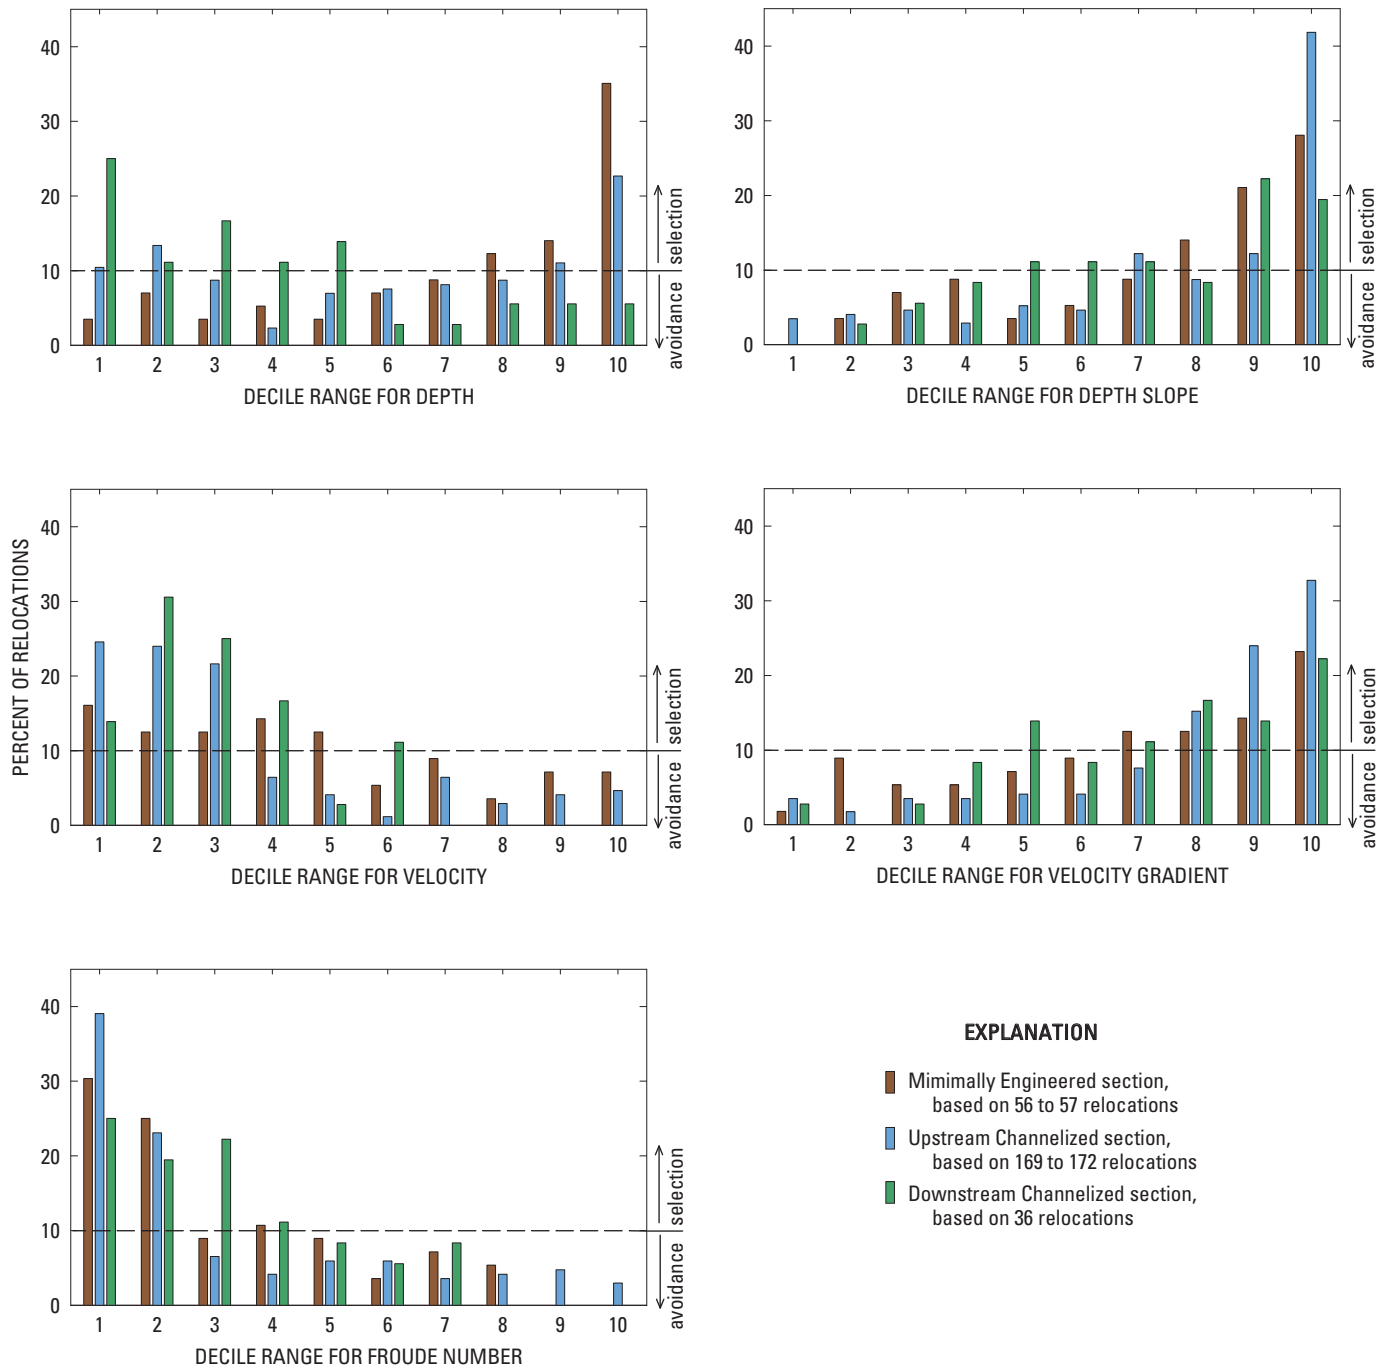 40
30
20
10
0
avoidance selection
1 2 3 4 5 6 7 8 9 10
DECILE RANGE FOR DEPTH
40
30
20
10
0
avoidance selection
1 2 3 4 5 6 7 8 9 10
DECILE RANGE FOR DEPTH SLOPE
PERCENT OF RELOCATIONS
40
30
20
10
0
avoidance selection
1 2 3 4 5 6 7 8 9 10
DECILE RANGE FOR VELOCITY
40
30
20
10
0
avoidance selection
1 2 3 4 5 6 7 8 9 10
DECILE RANGE FOR VELOCITY GRADIENT
40
30
20
10
0
avoidance selection
1 2 3 4 5 6 7 8 9 10
DECILE RANGE FOR FROUDE NUMBER
EXPLANATION
Mimimally Engineered section,
based on 56 to 57 relocations
Upstream Channelized section,
based on 169 to 172 relocations
Downstream Channelized section,
based on 36 relocations